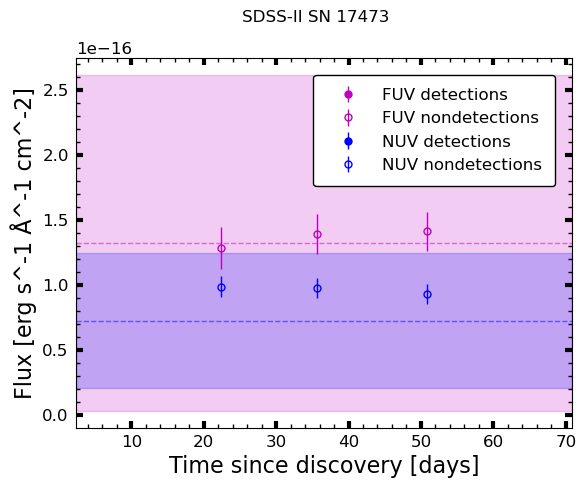 SDSS-II SN 17473
1e−16
Flux [erg s^-1 Å^-1 cm^-2]
2.5
2.0
1.5
1.0
0.5
0.0
FUV detections
FUV nondetections
NUV detections
NUV nondetections
10 20 30 40 50 60 70
Time since discovery [days]